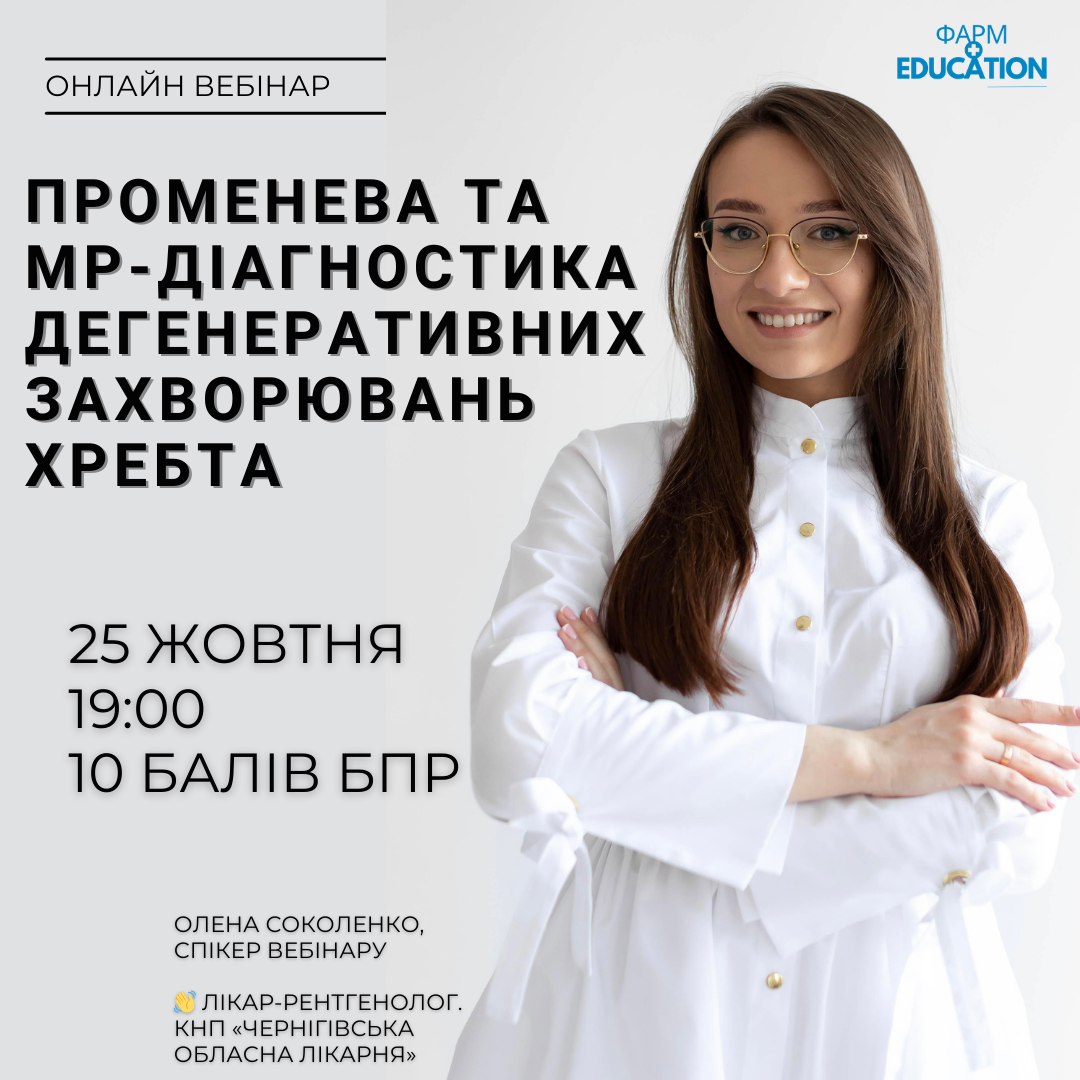 ФАРМ
EDUCATION
ОНЛАЙН ВЕБІНАР
ПРОМЕНЕВА ТА
МР-ДІАГНОСТИКА
ДЕГЕНЕРАТИВНИХ
ЗАХВОРЮВАНЬ
ХРЕБТА
25 ЖОВТНЯ
19:00
10 БАЛІВ БПР
ОЛЕНА СОКОЛЕНКО,
СПІКЕР ВЕБІНАРУ
👏 ЛІКАР-РЕНТГЕНОЛОГ.
КНП «ЧЕРНІГІВСЬКА
ОБЛАСНА ЛІКАРНЯ»